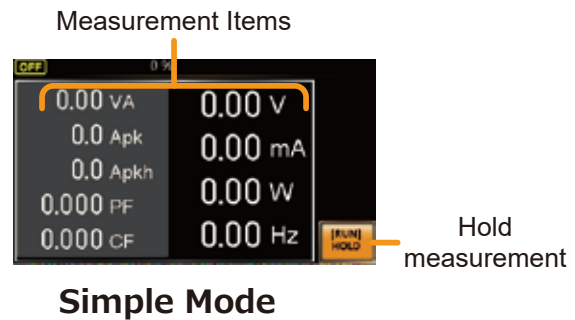 Measurement Items
OFF
0.00 VA
0.0 Apk
0.0 Apkh
0.000 PF
0.000 CF
0.00 V
0.00 mA
0.00 W
0.00 Hz
[RUN]
HOLD
Hold
measurement
Simple Mode